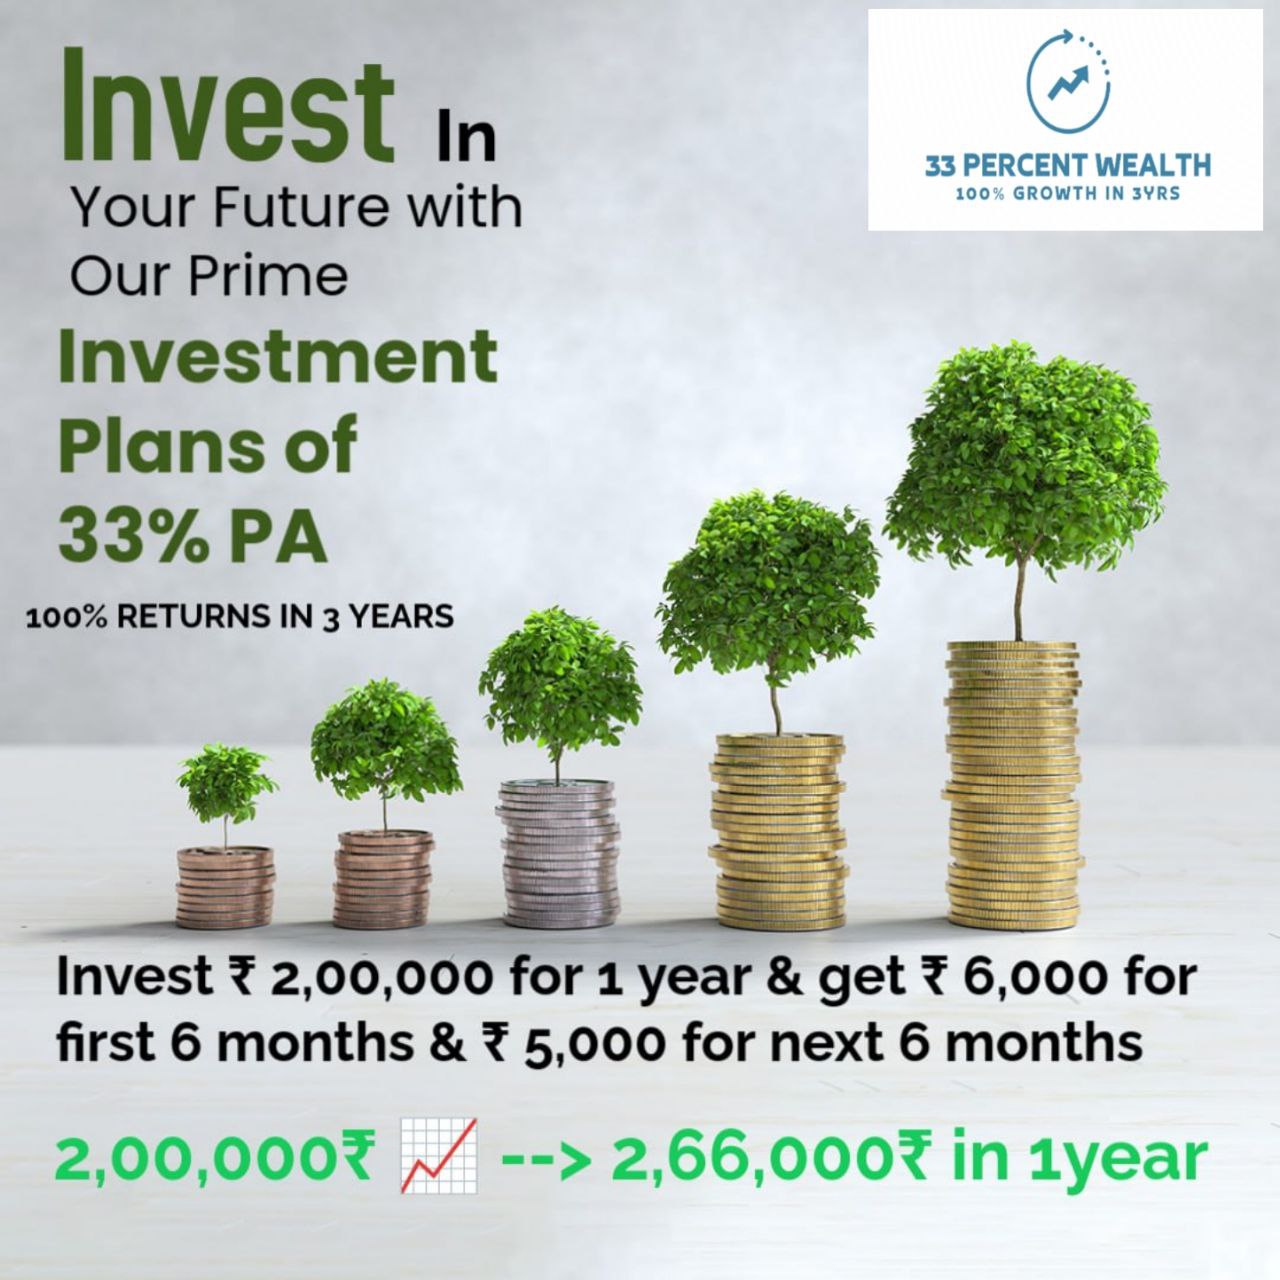 Invest In
Your Future with
Our Prime
Investment
Plans of
33% PA
100% RETURNS IN 3 YEARS
33 PERCENT WEALTH
100% GROWTH IN 3YRS
Invest ₹ 2,00,000 for 1 year & get ₹ 6,000 for
first 6 months & ₹ 5,000 for next 6 months
2,00,000₹ 📈 --> 2,66,000₹ in 1year